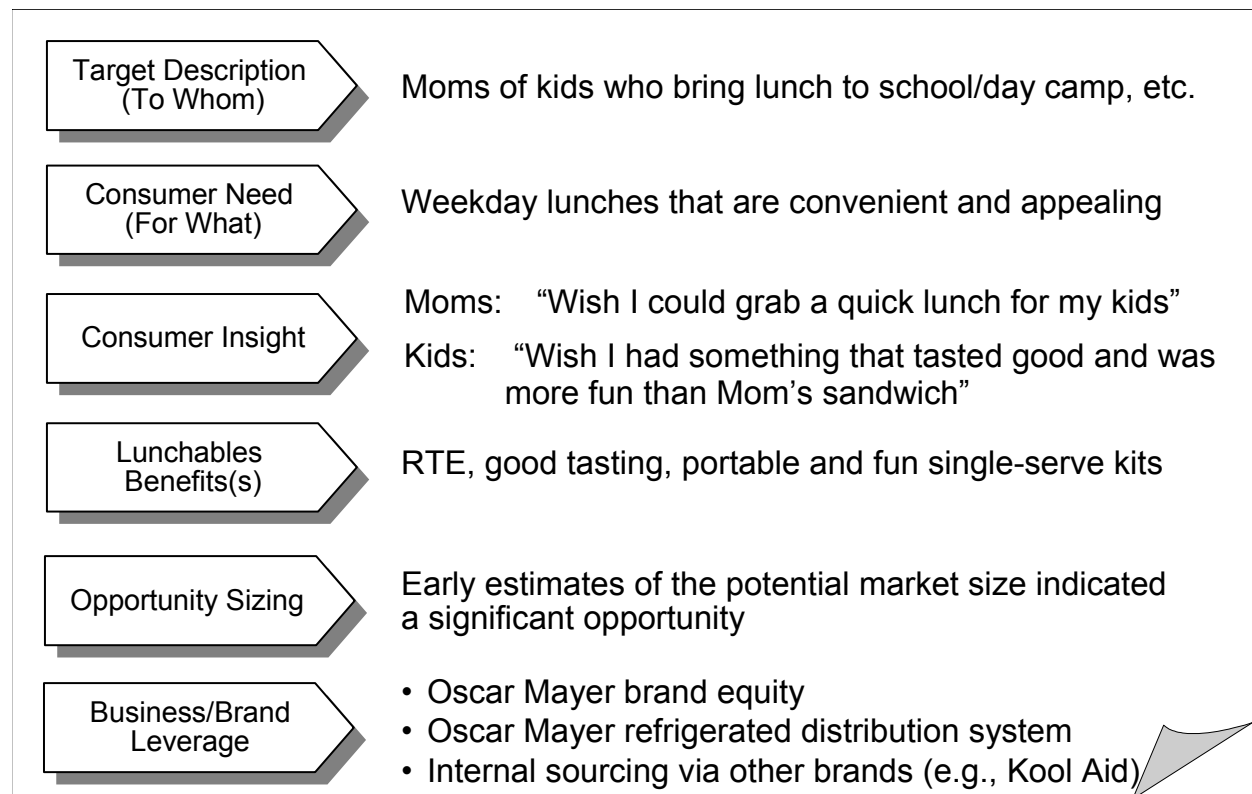 Target Description
(To Whom)
Moms of kids who bring lunch to school/day camp, etc.
Consumer Need
(For What)
Weekday lunches that are convenient and appealing
Consumer Insight
Moms: “Wish I could grab a quick lunch for my kids”
Kids: “Wish I had something that tasted good and was
more fun than Mom’s sandwich”
Lunchables
Benefits(s)
RTE, good tasting, portable and fun single-serve kits
Opportunity Sizing
Early estimates of the potential market size indicated
a significant opportunity
Business/Brand
Leverage
• Oscar Mayer brand equity
• Oscar Mayer refrigerated distribution system
• Internal sourcing via other brands (e.g., Kool Aid)